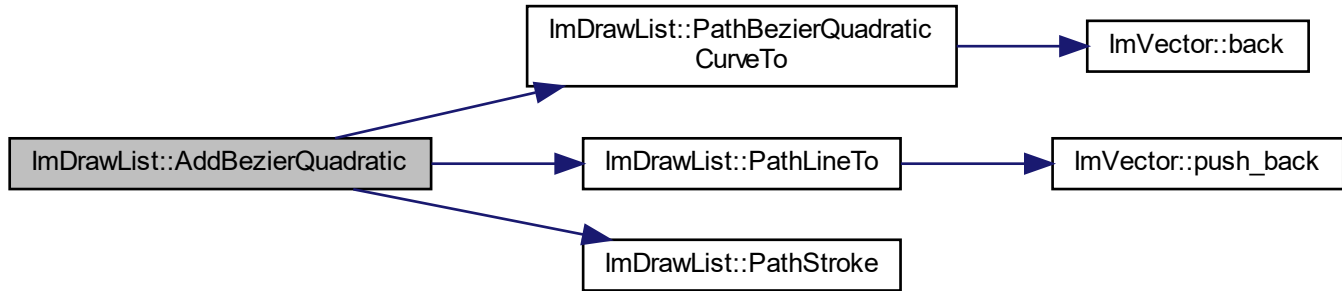 ImDrawList::PathBezierQuadratic
CurveTo
ImVector::back
ImDrawList::AddBezierQuadratic
ImDrawList::PathLineTo
ImVector::push_back
ImDrawList::PathStroke